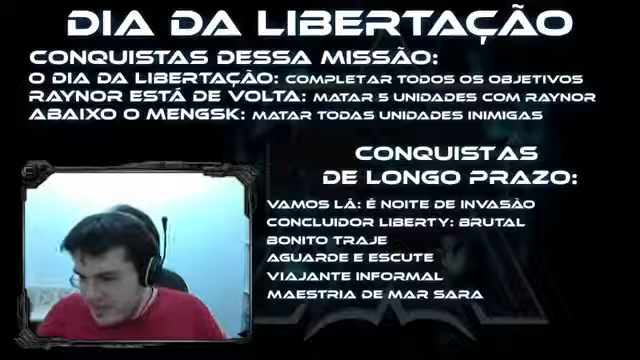 DIA DA LIBERTAÇÃO
CONQUISTAS DESSA MISSÃO:
O DIA DA LIBERTAÇÃO: COMPLETAR TODOS OS OBJETIVOS
RAYNOR ESTÁ DE VOLTA: MATAR 5 UNIDADES COM RAYNOR
ABAIXO O MENGSK: MATAR TODAS UNIDADES INIMIGAS
CONQUISTAS
DE LONGO PRAZO:
VAMOS LÁ: É NOITE DE INVASÃO
CONCLUIDOR LIBERTY: BRUTAL
BONITO TRAJE
AGUARDE E ESCUTE
VIAJANTE INFORMAL
MAESTRIA DE MAR SARA